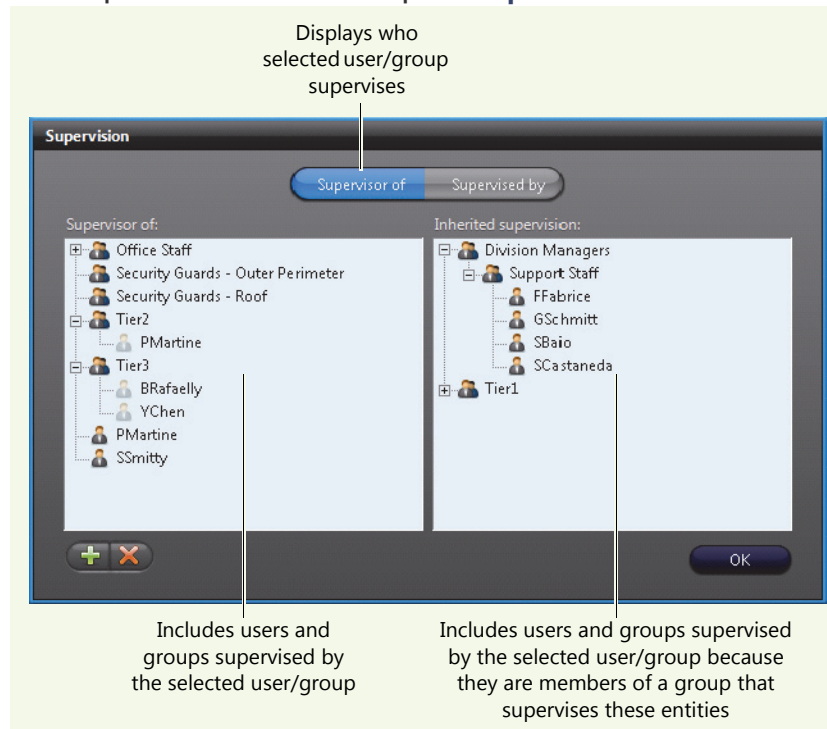 Displays who
selected user/group
supervises
Supervision
Supervisor of
Supervised by
Supervisor of:
Inherited supervision:
Office Staff
Security Guards - Outer Perimeter
Security Guards - Roof
Tier2
PMartine
Tier3
BRafaelly
YChen
PMartine
SSmitty
Division Managers
Support Staff
FFabrice
GSchmitt
SBaio
SCastaneda
Tier1
OK
Includes users and
groups supervised by
the selected user/group
Includes users and groups supervised
by the selected user/group because
they are members of a group that
supervises these entities